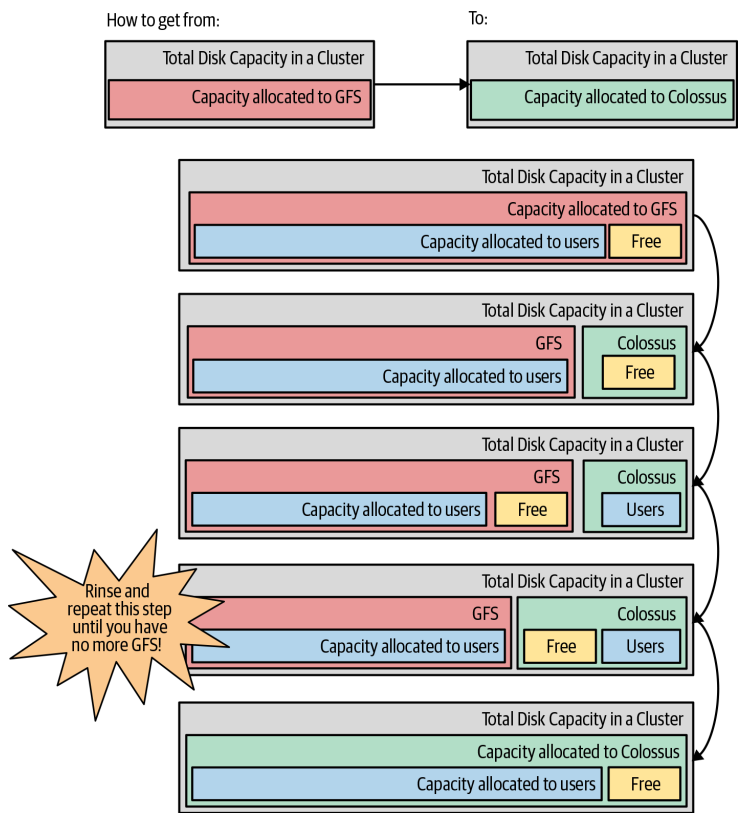 How to get from:
To:
Total Disk Capacity in a Cluster
Capacity allocated to GFS
Total Disk Capacity in a Cluster
Capacity allocated to Colossus
Total Disk Capacity in a Cluster
Capacity allocated to GFS
Capacity allocated to users
Free
Total Disk Capacity in a Cluster
GFS
Colossus
Capacity allocated to users
Free
Total Disk Capacity in a Cluster
GFS
Colossus
Capacity allocated to users
Free
Users
Rinse and
repeat this step
until you have
no more GFS!
Total Disk Capacity in a Cluster
GFS
Colossus
Capacity allocated to users
Free
Users
Total Disk Capacity in a Cluster
Capacity allocated to Colossus
Capacity allocated to users
Free